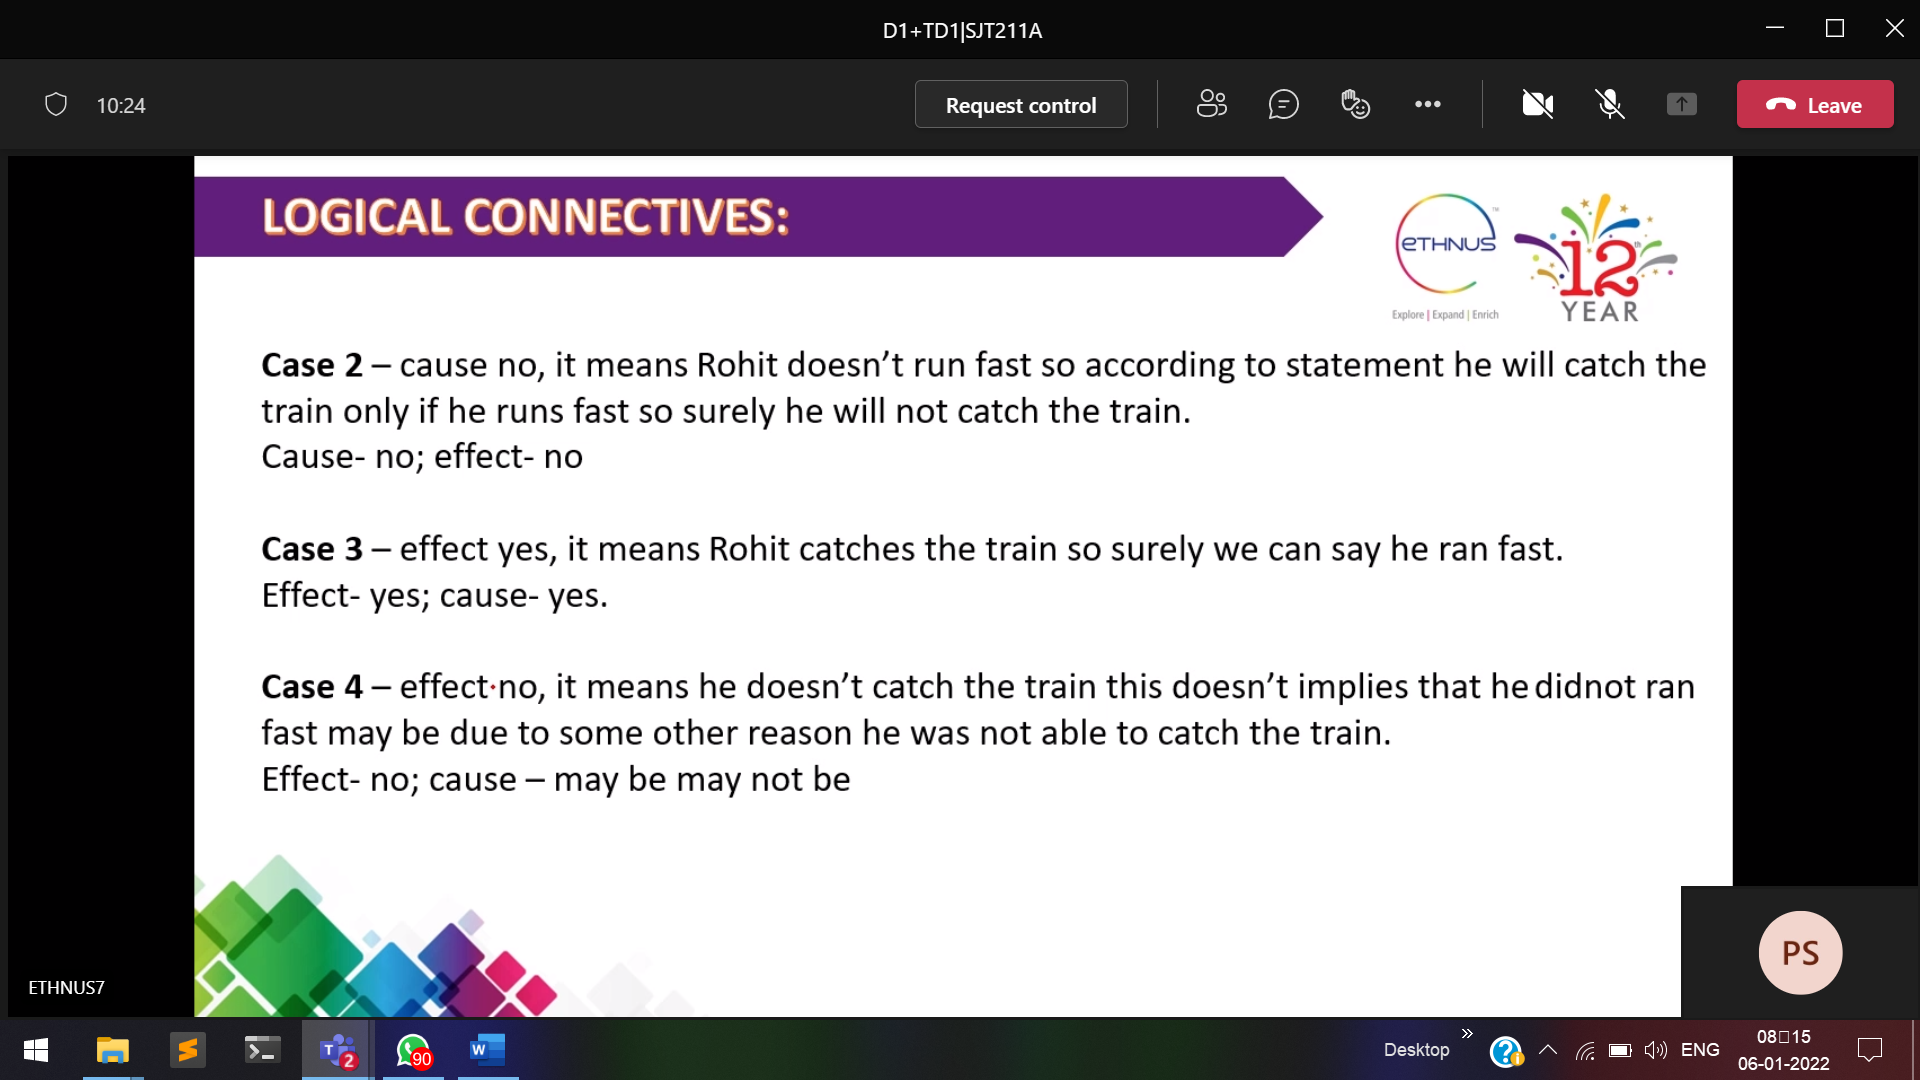 D1+TD1|SJT211A
10:24
Request control
Leave
LOGICAL CONNECTIVES:
eTHNUS
TM
Explore | Expand | Enrich
12
th
YEAR
Case 2 – cause no, it means Rohit doesn’t run fast so according to statement he will catch the
train only if he runs fast so surely he will not catch the train.
Cause- no; effect- no
Case 3 – effect yes, it means Rohit catches the train so surely we can say he ran fast.
Effect- yes; cause- yes.
Case 4 – effect no, it means he doesn’t catch the train this doesn’t implies that he didnot ran
fast may be due to some other reason he was not able to catch the train.
Effect- no; cause – may be may not be
PS
ETHNUS7
T
2
90
W
Desktop
ENG
08▯15
06-01-2022